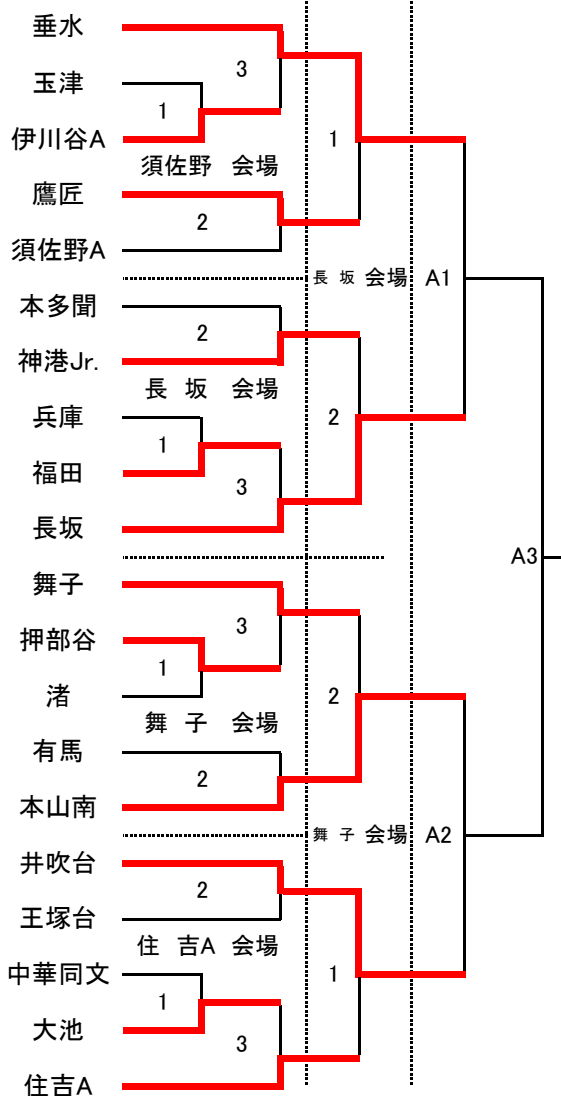 垂水
3
玉津
1
伊川谷A
1
須佐野 会場
鷹匠
2
須佐野A
長 坂 会場 A1
本多聞
2
神港Jr.
長 坂 会場
兵庫
2
1
福田
3
長坂
A3
舞子
3
押部谷
1
渚
2
舞 子 会場
有馬
2
本山南
舞 子 会場 A2
井吹台
2
王塚台
住 吉A 会場
中華同文
1
1
大池
3
住吉A